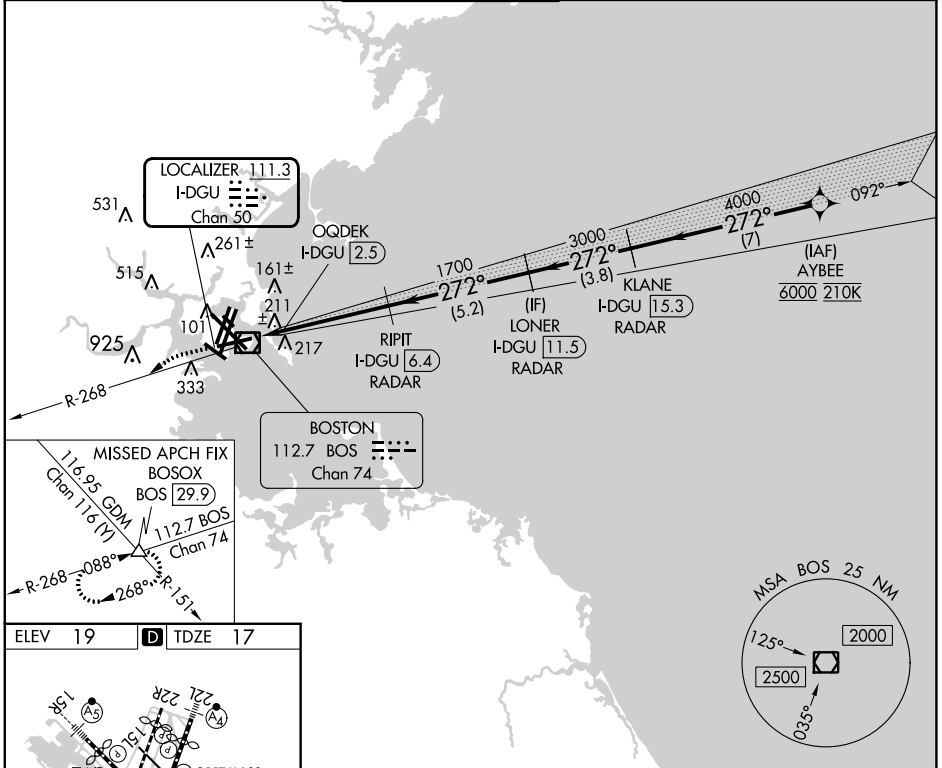 LOCALIZER 111.3
I-DGU
Chan 50
531
261±
515
161±
211
±
101
217
925
333
R-268
OQDEK
I-DGU 2.5
1700
272°
(5.2)
3000
272°
(3.8)
4000
272°
(7)
092°
(IAF)
AYBEE
6000 210K
KLANE
I-DGU 15.3
RADAR
(IF)
LONER
I-DGU 11.5
RADAR
RIPIT
I-DGU 6.4
RADAR
BOSTON
112.7 BOS
Chan 74
MISSED APCH FIX
BOSOX
BOS 29.9
116.95 GDM
Chan 116 (Y)
112.7 BOS
Chan 74
R-268
088°
268°
R-151
MSA BOS 25 NM
125°
2000
2500
035°
ELEV 19
D
TDZE 17
15R
A5
22R
22L
A4
15L
P
P